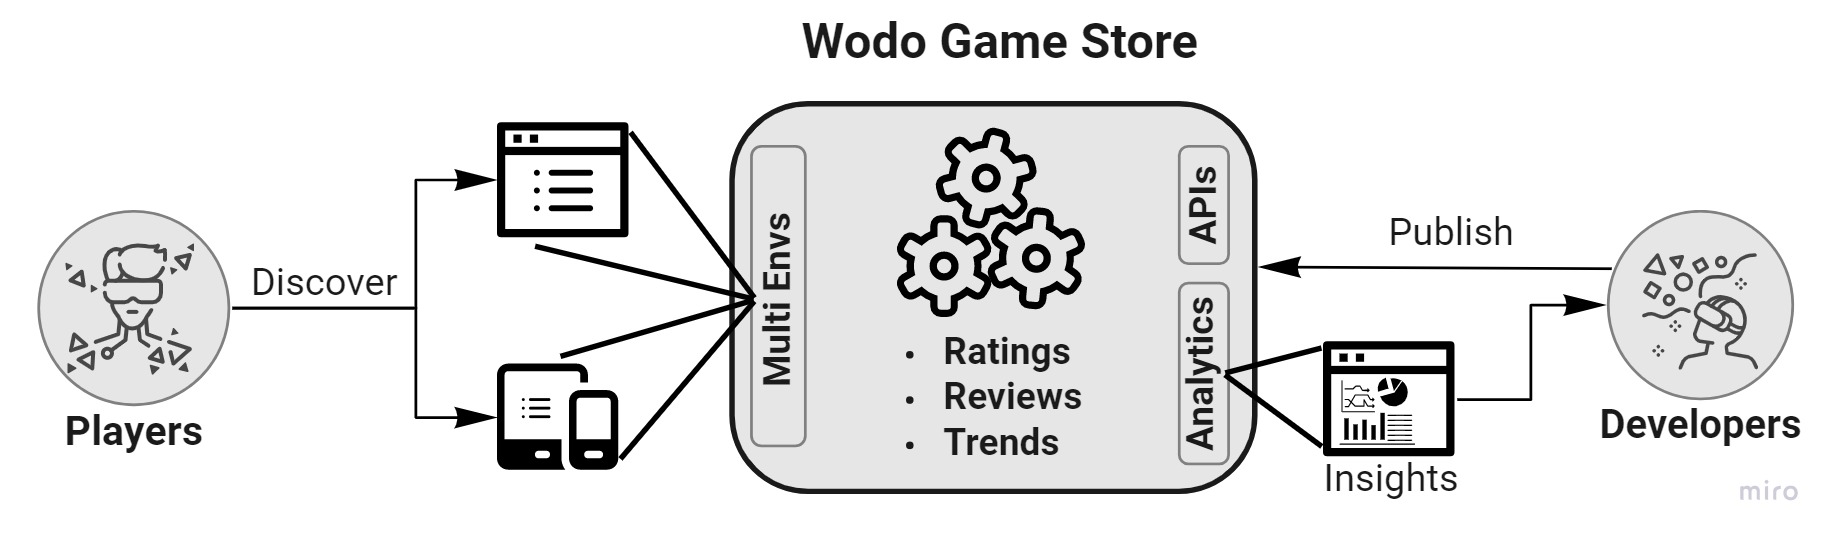 Wodo Game Store
Discover
Players
Multi Envs
• Ratings
• Reviews
• Trends
APIs
Analytics
Publish
Insights
Developers
miro